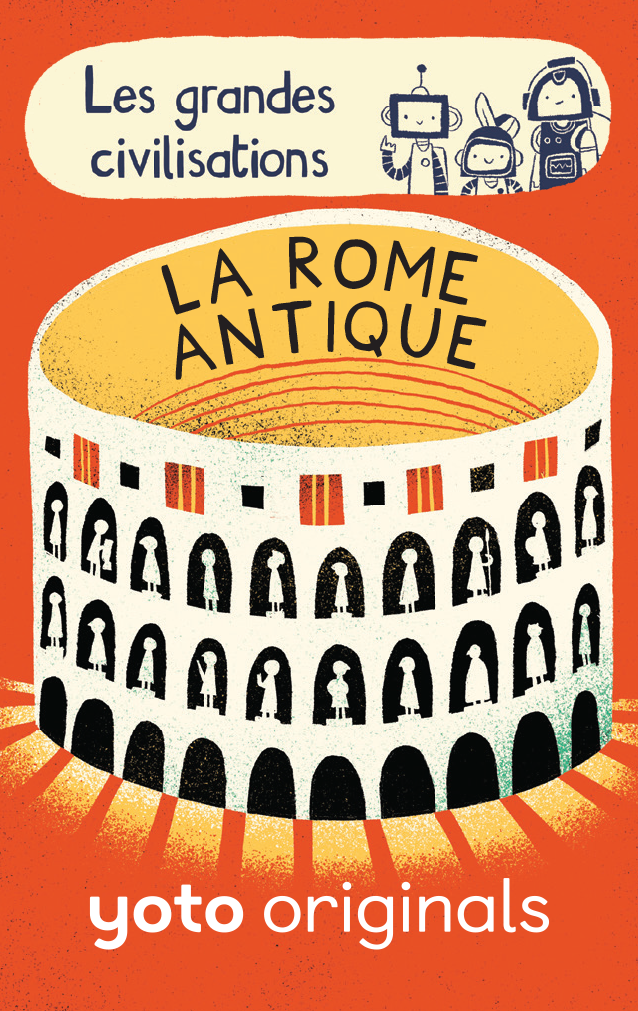 Les grandes
civilisations
LA ROME
ANTIQUE
yoto originals